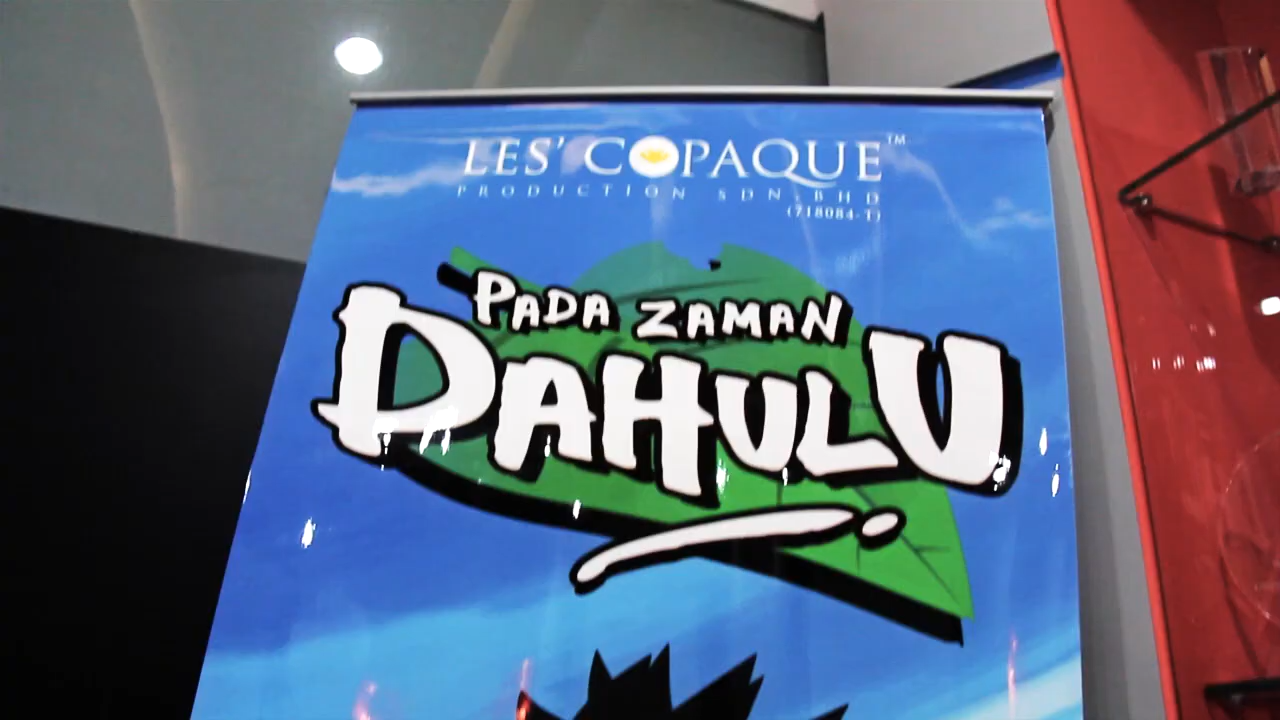 LES' COPAQUE™
PRODUCTION SDN BHD
(718084-T)
PADA ZAMAN
DAHULU